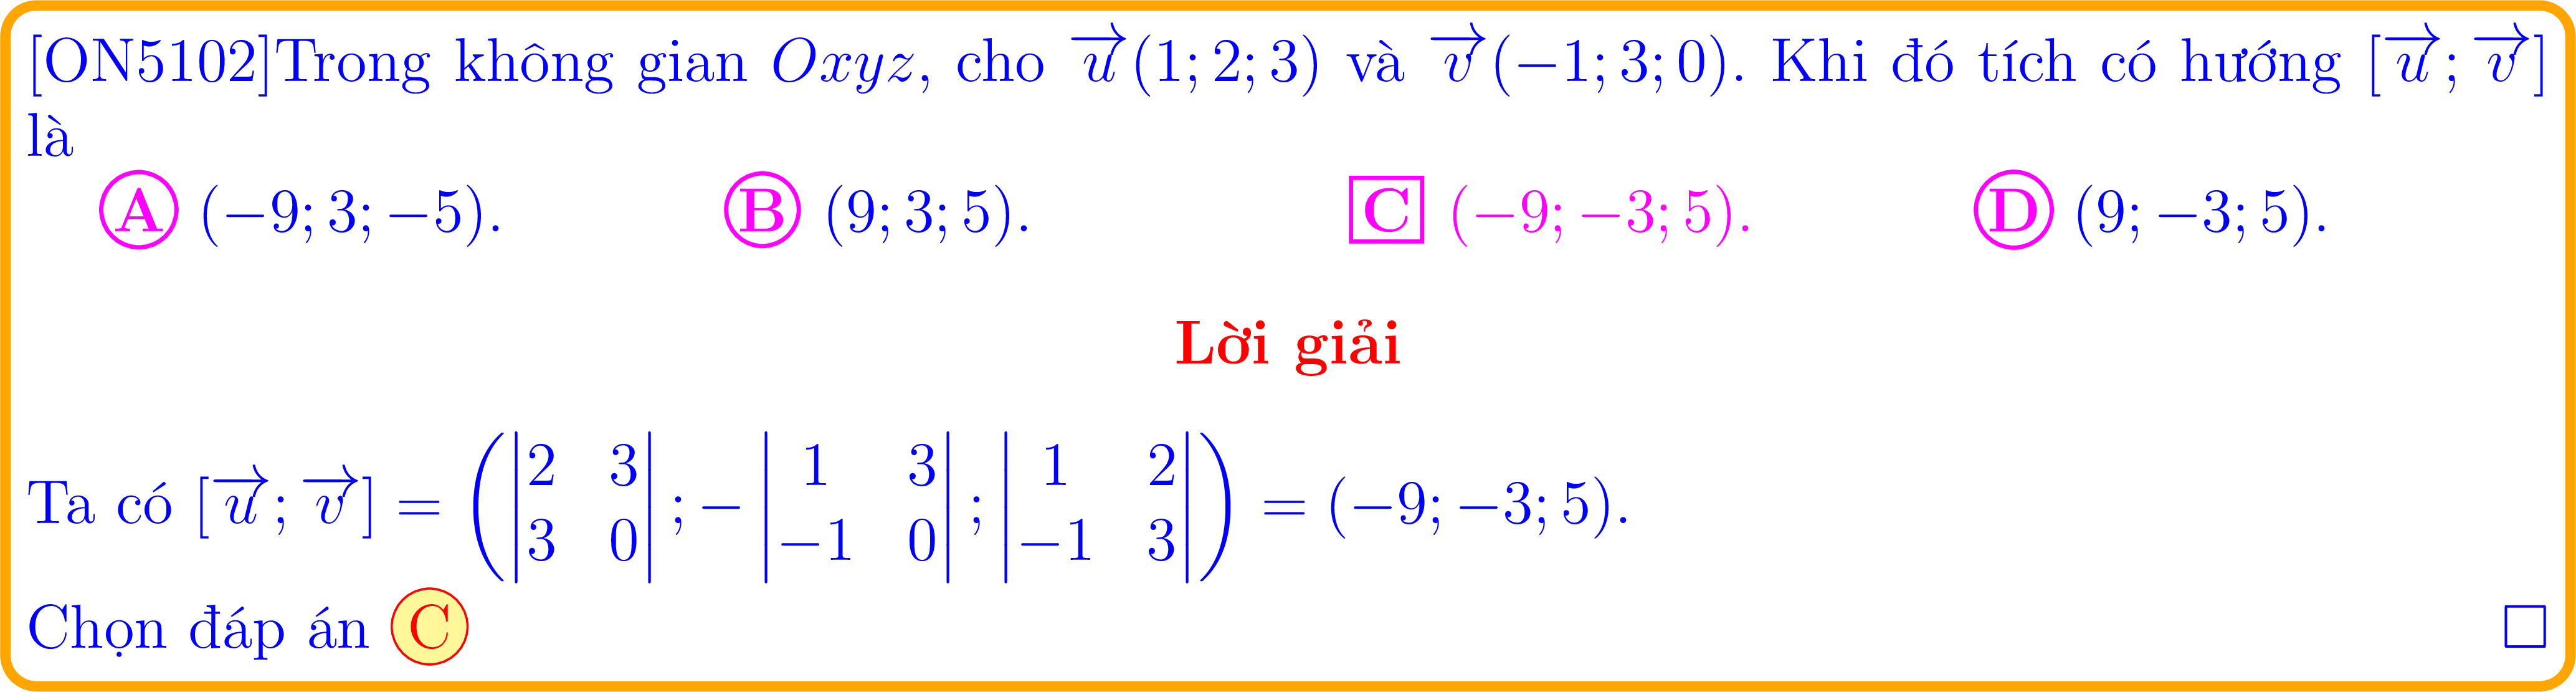 [ON5102]Trong không gian $Oxyz$, cho $\overrightarrow{u}(1;2;3)$ và $\overrightarrow{v}(-1;3;0)$. Khi đó tích có hướng $[\overrightarrow{u};\overrightarrow{v}]$
là
A $(-9;3;-5)$. B $(9;3;5)$. C $(-9;-3;5)$. D $(9;-3;5)$.
Lời giải
Ta có $[\overrightarrow{u};\overrightarrow{v}] = \left(\begin{vmatrix}2 & 3\\3 & 0\end{vmatrix};-\begin{vmatrix}1 & 3\\-1 & 0\end{vmatrix};\begin{vmatrix}1 & 2\\-1 & 3\end{vmatrix}\right) = (-9;-3;5)$.
Chọn đáp án C □